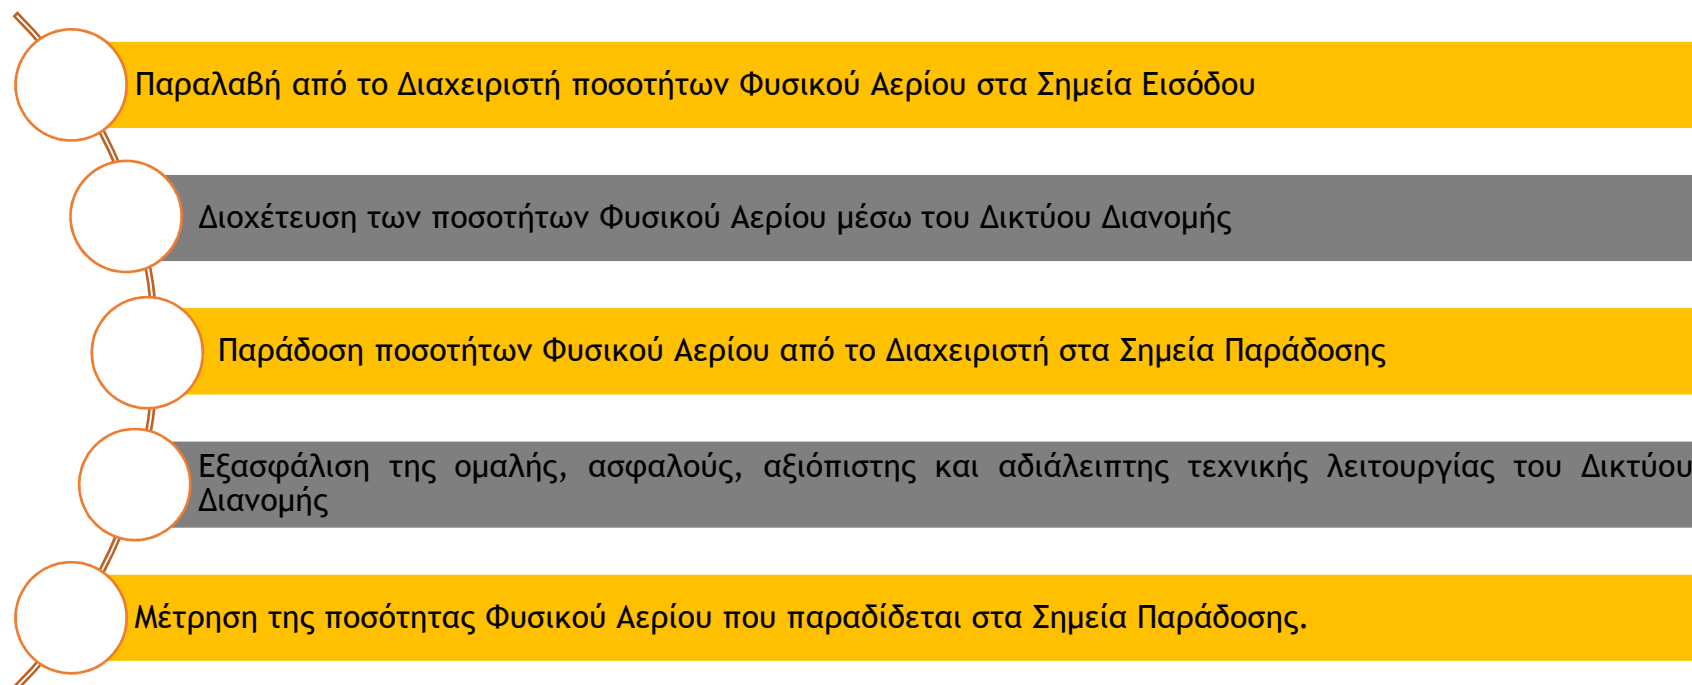 Παραλαβή από το Διαχειριστή ποσοτήτων Φυσικού Αερίου στα Σημεία Εισόδου
Διοχέτευση των ποσοτήτων Φυσικού Αερίου μέσω του Δικτύου Διανομής
Παράδοση ποσοτήτων Φυσικού Αερίου από το Διαχειριστή στα Σημεία Παράδοσης
Εξασφάλιση της ομαλής, ασφαλούς, αξιόπιστης και αδιάλειπτης τεχνικής λειτουργίας του Δικτύου
Διανομής
Μέτρηση της ποσότητας Φυσικού Αερίου που παραδίδεται στα Σημεία Παράδοσης.